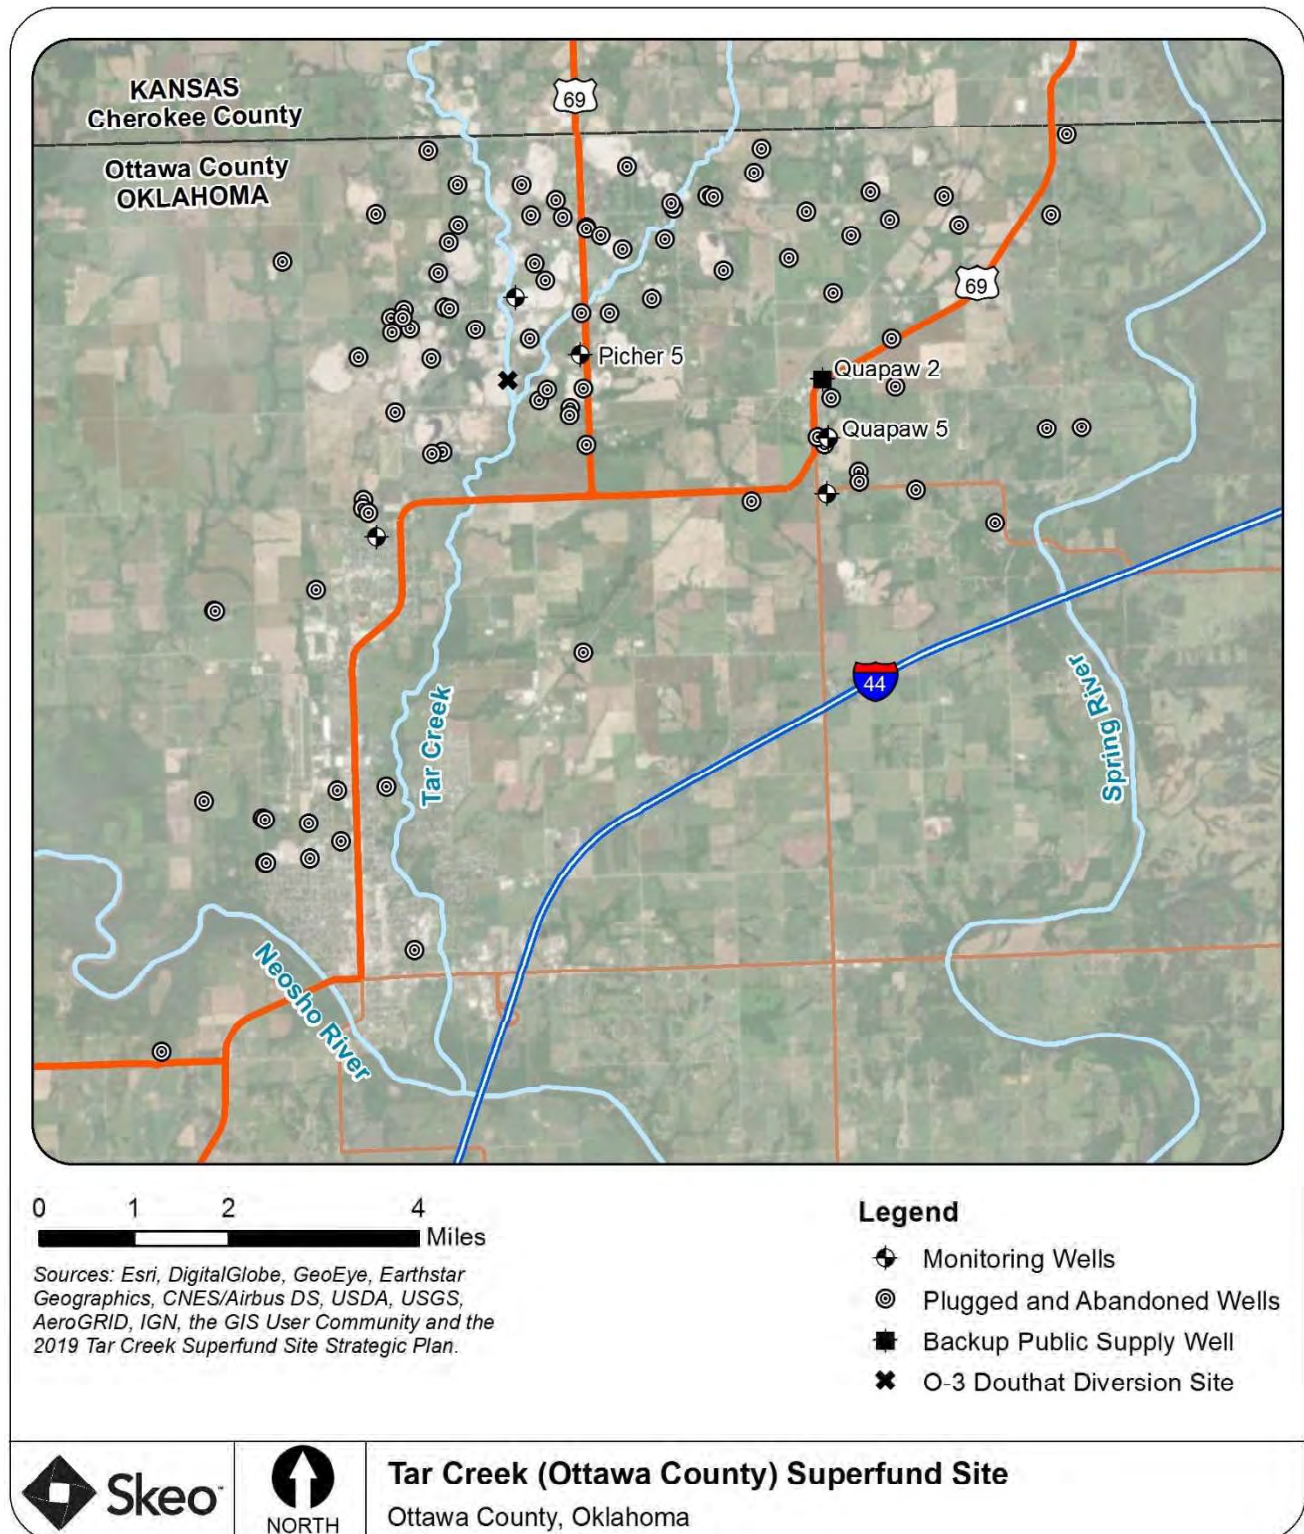 KANSAS
Cherokee County
69
Ottawa County
OKLAHOMA
69
Picher 5
Quapaw 2
Quapaw 5
44
Spring River
Tar Creek
Neosho River
0 1 2 4
Miles
Sources: Esri, DigitalGlobe, GeoEye, Earthstar
Geographics, CNES/Airbus DS, USDA, USGS,
AeroGRID, IGN, the GIS User Community and the
2019 Tar Creek Superfund Site Strategic Plan.
Legend
Monitoring Wells
Plugged and Abandoned Wells
Backup Public Supply Well
O-3 Douthat Diversion Site
Skeo
NORTH
Tar Creek (Ottawa County) Superfund Site
Ottawa County, Oklahoma